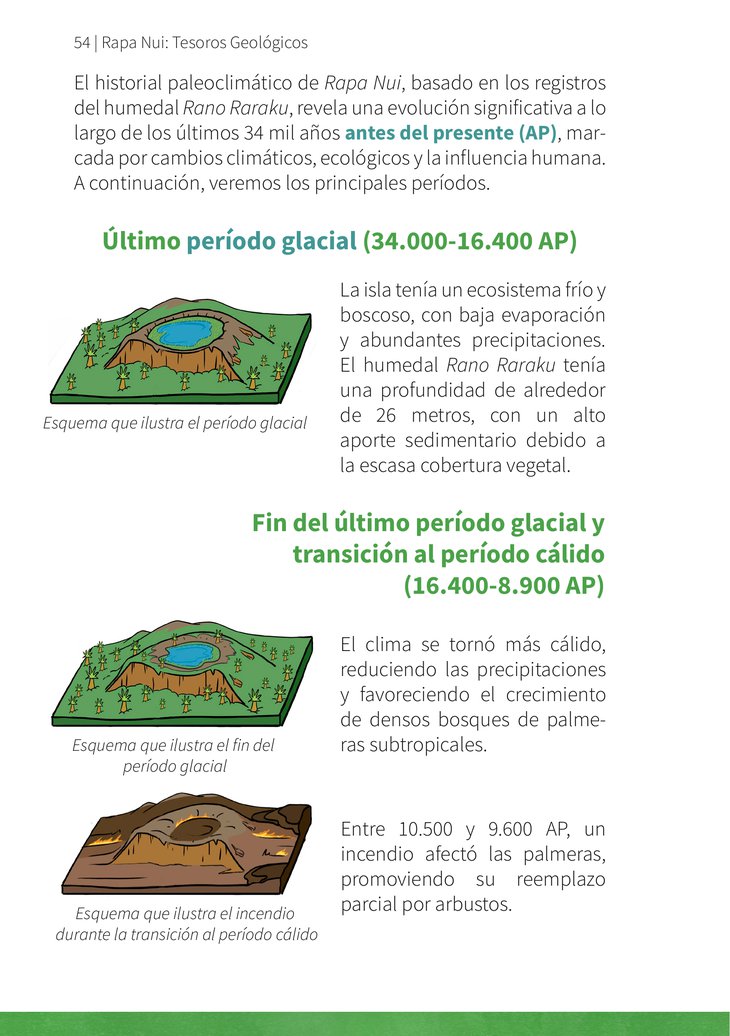 54 | Rapa Nui: Tesoros Geológicos
El historial paleoclimático de Rapa Nui, basado en los registros
del humedal Rano Raraku, revela una evolución significativa a lo
largo de los últimos 34 mil años antes del presente (AP), mar-
cada por cambios climáticos, ecológicos y la influencia humana.
A continuación, veremos los principales períodos.
Último período glacial (34.000-16.400 AP)
La isla tenía un ecosistema frío y
boscoso, con baja evaporación
y abundantes precipitaciones.
El humedal Rano Raraku tenía
una profundidad de alrededor
de 26 metros, con un alto
aporte sedimentario debido a
la escasa cobertura vegetal.
Esquema que ilustra el período glacial
Fin del último período glacial y
transición al período cálido
(16.400-8.900 AP)
El clima se tornó más cálido,
reduciendo las precipitaciones
y favoreciendo el crecimiento
de densos bosques de palme-
ras subtropicales.
Esquema que ilustra el fin del
período glacial
Entre 10.500 y 9.600 AP, un
incendio afectó las palmeras,
promoviendo su reemplazo
parcial por arbustos.
Esquema que ilustra el incendio
durante la transición al período cálido